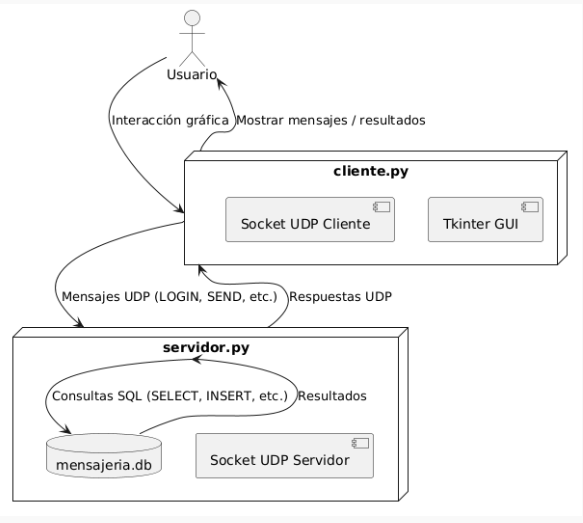 Usuario
Interacción gráfica
Mostrar mensajes / resultados
cliente.py
Socket UDP Cliente
Tkinter GUI
Mensajes UDP (LOGIN, SEND, etc.)
Respuestas UDP
servidor.py
Consultas SQL (SELECT, INSERT, etc.)
Resultados
mensajeria.db
Socket UDP Servidor